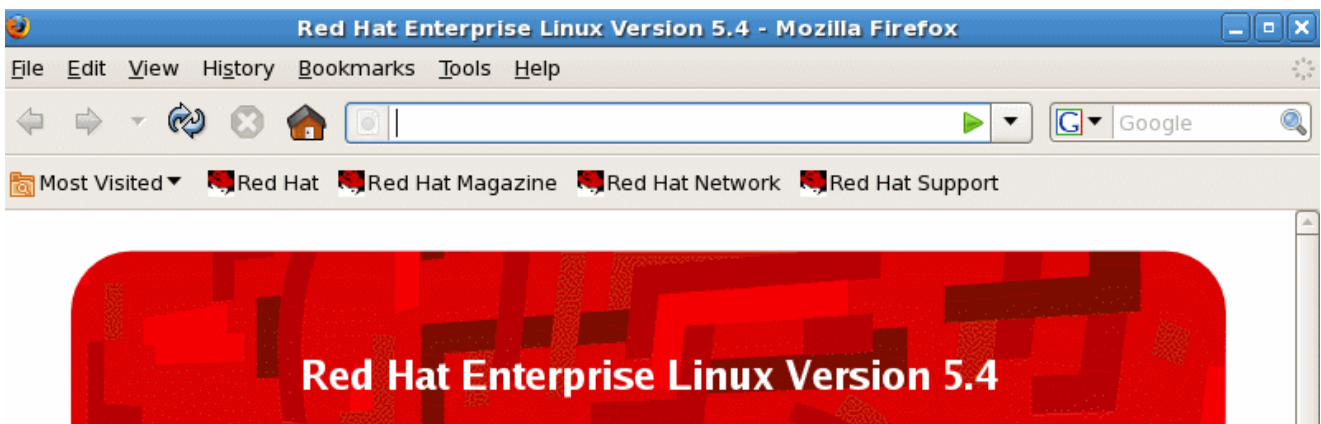 Red Hat Enterprise Linux Version 5.4 - Mozilla Firefox
File Edit View History Bookmarks Tools Help
G Google
Most Visited Red Hat Red Hat Magazine Red Hat Network Red Hat Support
Red Hat Enterprise Linux Version 5.4